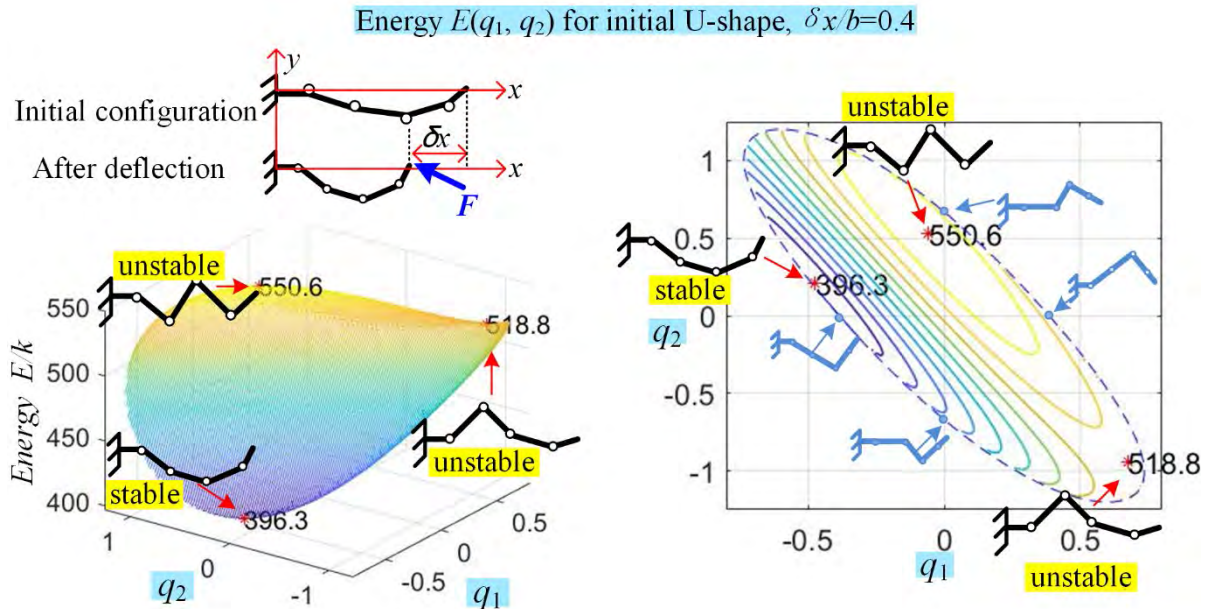 Energy E(q₁, q₂) for initial U-shape, δx/b=0.4
y
x
Initial configuration
δx
After deflection
x
F
unstable
550.6
518.8
550
500
450
400
Energy E/k
stable
396.3
unstable
1
0
-1
q₂
-0.5
0
0.5
q₁
unstable
1
0.5
0
-0.5
-1
q₂
550.6
396.3
stable
518.8
-0.5
0
0.5
q₁
unstable